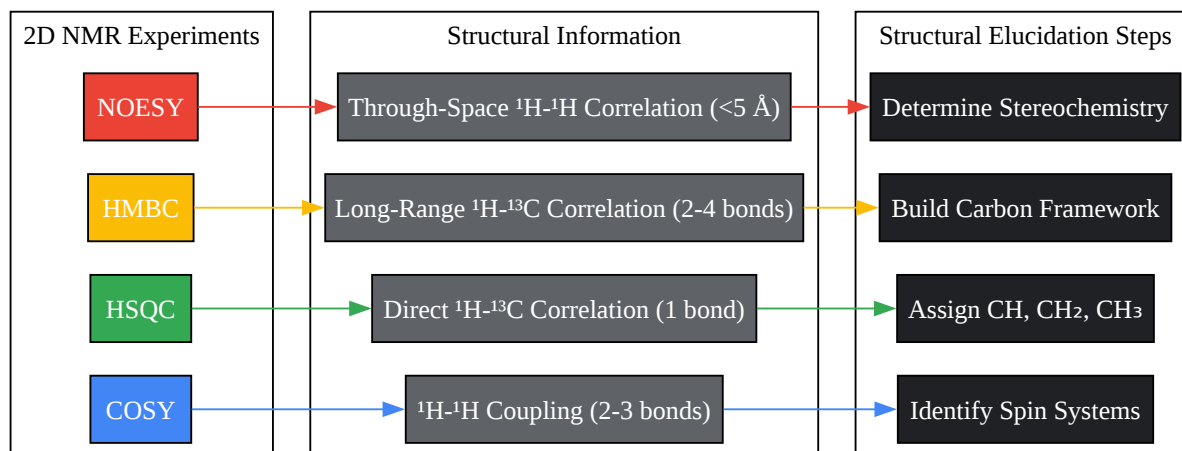 2D NMR Experiments
Structural Information
Structural Elucidation Steps
NOESY
Through-Space ¹H-¹H Correlation (<5 Å)
Determine Stereochemistry
HMBC
Long-Range ¹H-¹³C Correlation (2-4 bonds)
Build Carbon Framework
HSQC
Direct ¹H-¹³C Correlation (1 bond)
Assign CH, CH₂, CH₃
COSY
¹H-¹H Coupling (2-3 bonds)
Identify Spin Systems